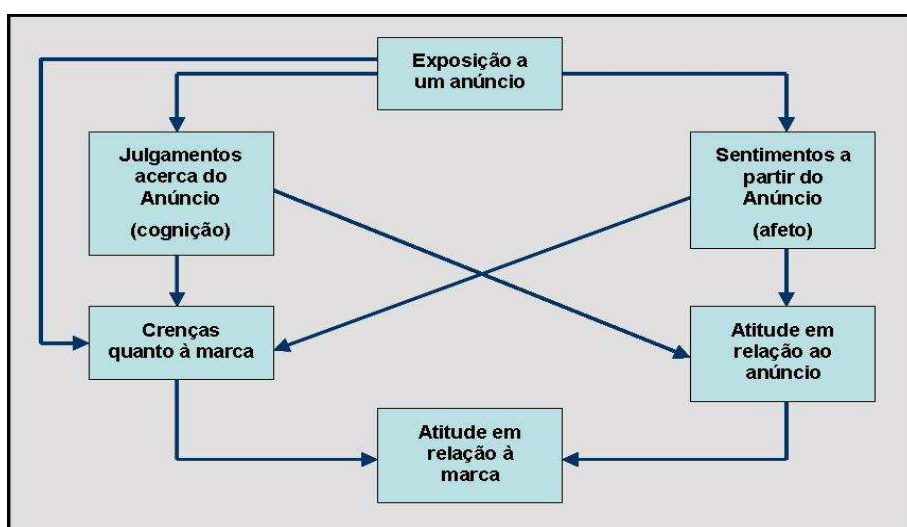 Exposição a
um anúncio
Julgamentos
acerca do
Anúncio
(cognição)
Sentimentos a
partir do
Anúncio
(afeto)
Crenças
quanto à marca
Atitude em
relação ao
anúncio
Atitude em
relação à
marca